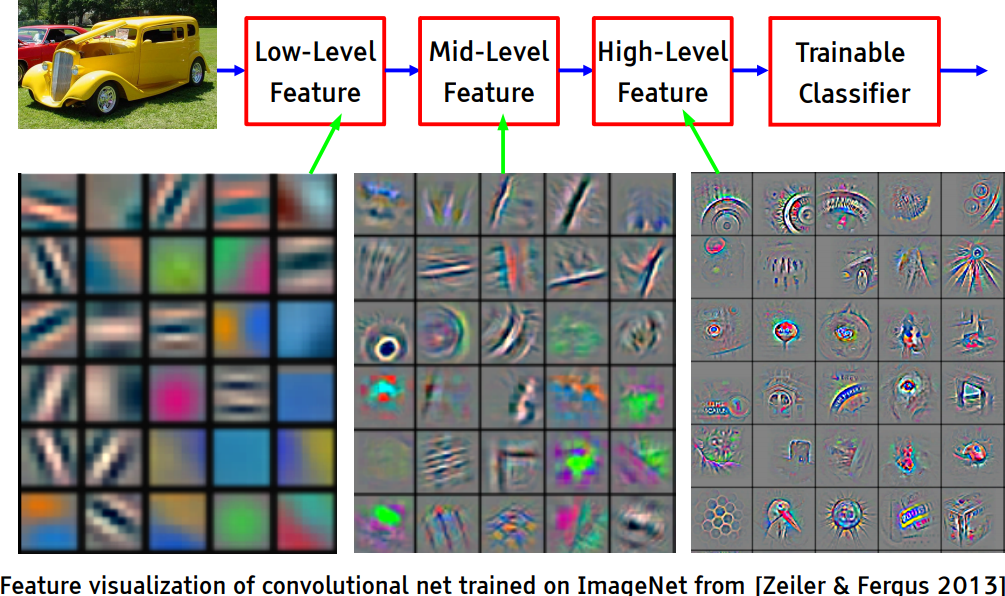 Low-Level
Feature
Mid-Level
Feature
High-Level
Feature
Trainable
Classifier
Feature visualization of convolutional net trained on ImageNet from [Zeiler & Fergus 2013]